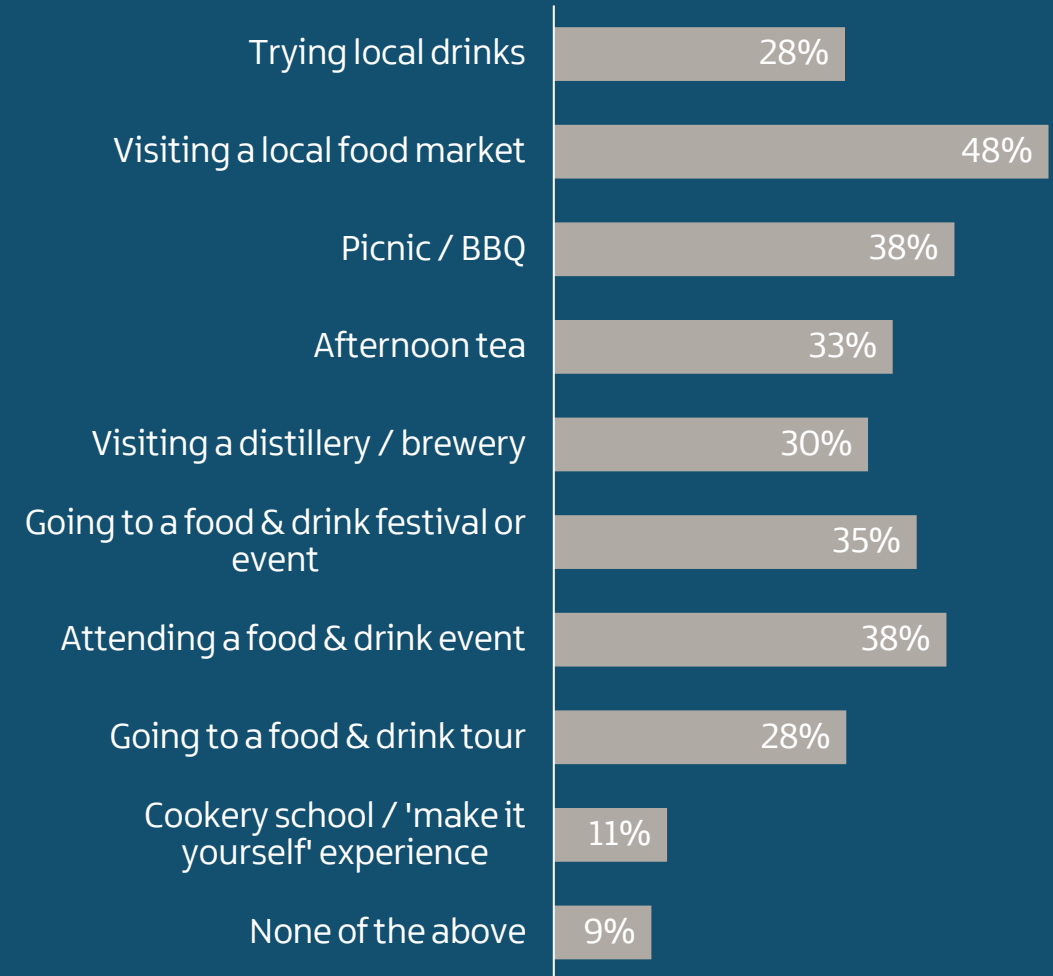 Trying local drinks 28%
Visiting a local food market 48%
Picnic / BBQ 38%
Afternoon tea 33%
Visiting a distillery / brewery 30%
Going to a food & drink festival or
event 35%
Attending a food & drink event 38%
Going to a food & drink tour 28%
Cookery school / 'make it
yourself' experience 11%
None of the above 9%